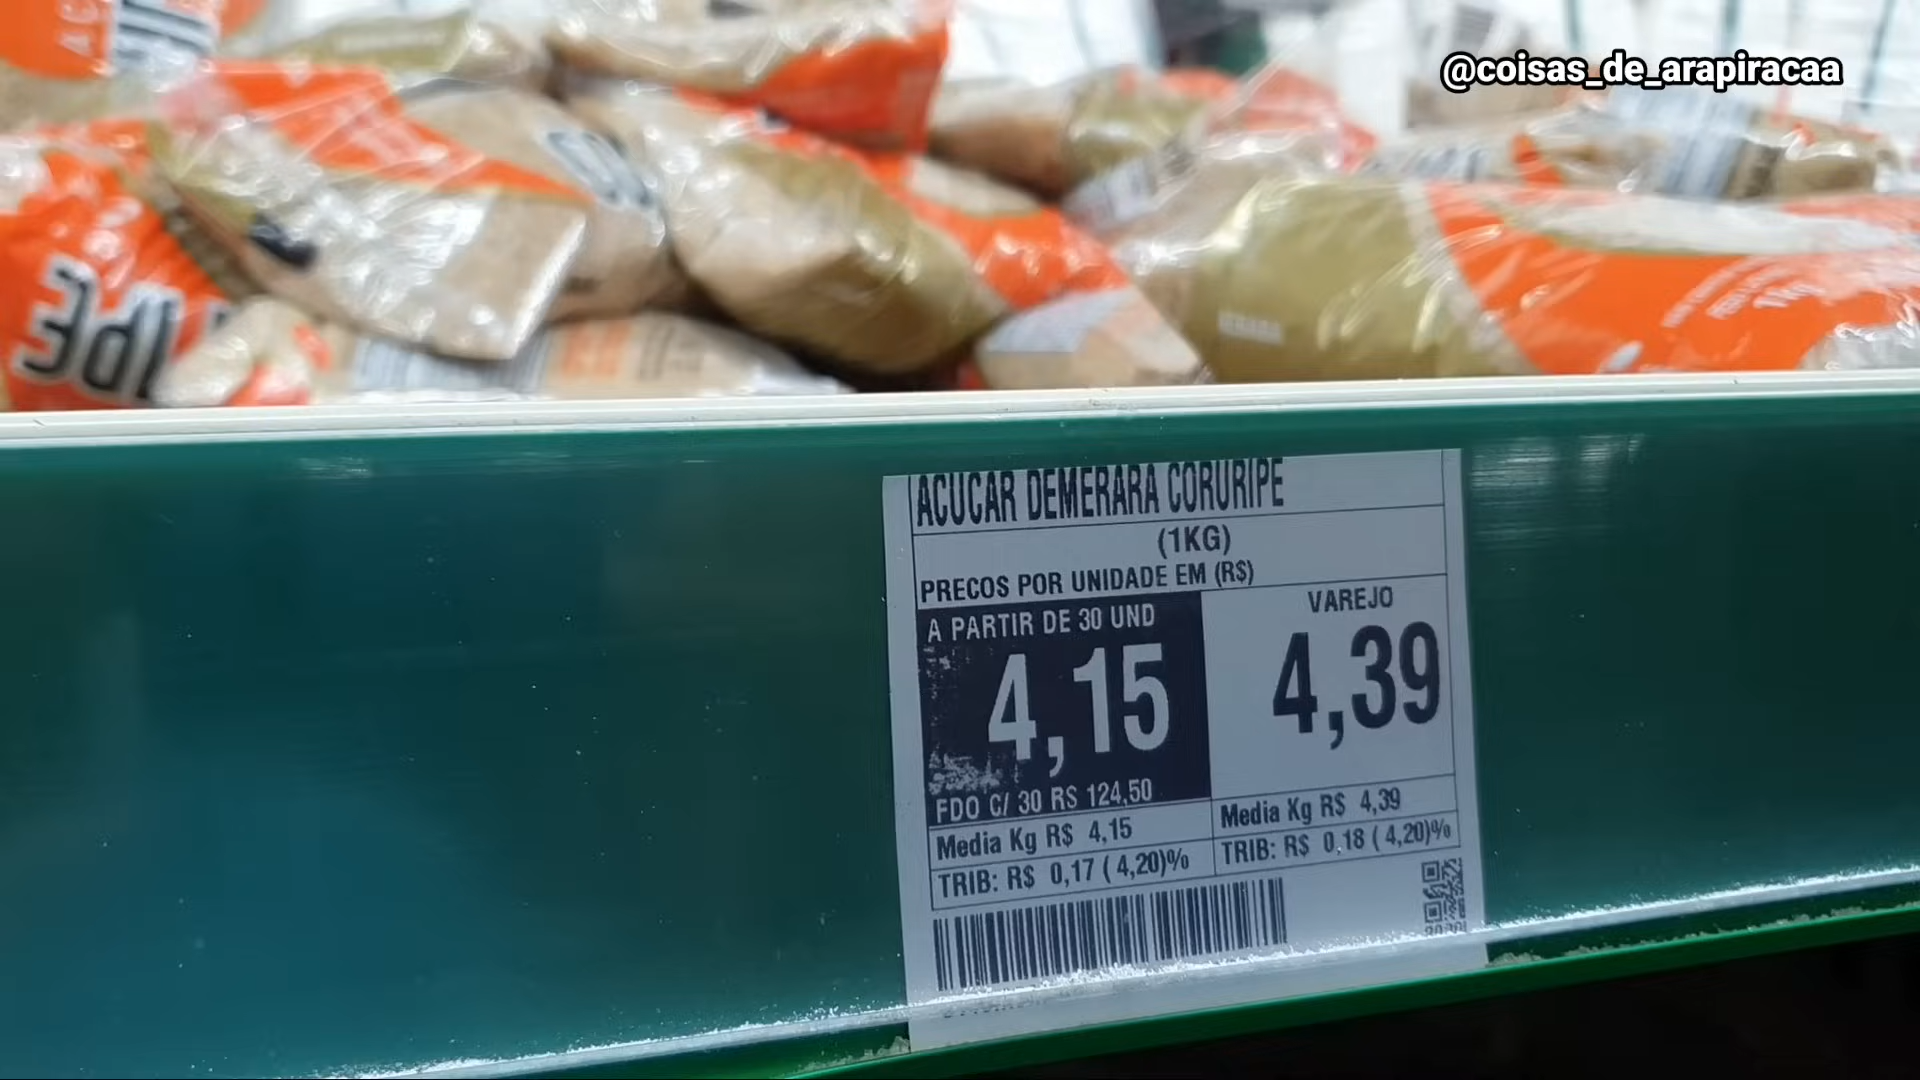 @coisas_de_arapiracaa
IPE
ACUCAR DEMERARA CORURIPE
(1KG)
PRECOS POR UNIDADE EM (R$)
A PARTIR DE 30 UND
4,15
FDO C/ 30 R$ 124,50
Media Kg R$ 4,15
TRIB: R$ 0,17 ( 4,20)%
VAREJO
4,39
Media Kg R$ 4,39
TRIB: R$ 0,18 ( 4,20)%